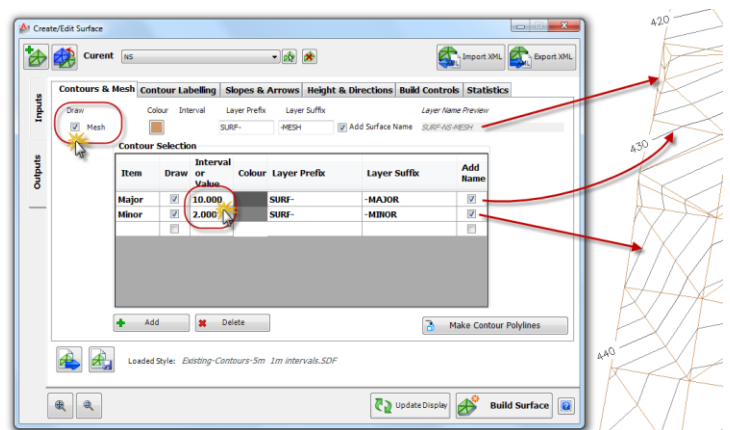 Create/Edit Surface
Curent NS Import XML Export XML
Contours & Mesh Contour Labelling Slopes & Arrows Height & Directions Build Controls Statistics
Inputs
Outputs
Draw Colour Interval Layer Prefix Layer Suffix Layer Name Preview
Mesh SURF- -MESH Add Surface Name SURF-NS-MESH
Contour Selection
Item Draw Interval or Value Colour Layer Prefix Layer Suffix Add Name
Major 10.000 SURF- -MAJOR
Minor 2.000 SURF- -MINOR
Add Delete Make Contour Polylines
Loaded Style: Existing-Contours-5m 1m intervals.SDF
Update Display Build Surface
420
430
440